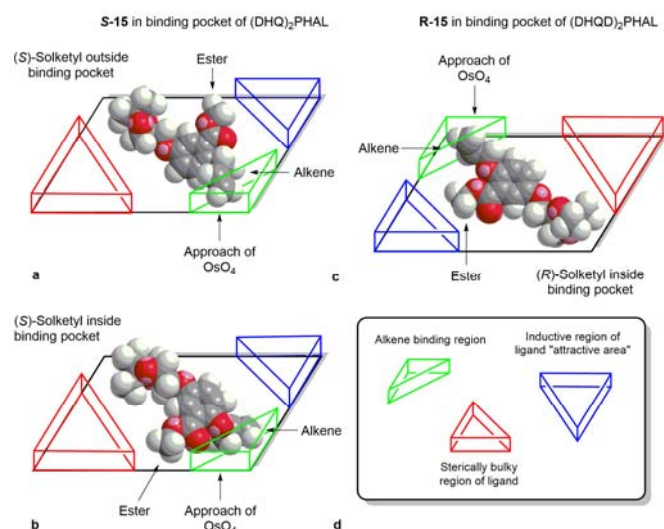 S-15 in binding pocket of (DHQ)₂PHAL
(S)-Solketyl outside
binding pocket
Ester
Alkene
Approach of
OsO₄
a
(S)-Solketyl inside
binding pocket
Alkene
Ester
Approach of
OsO₄
b
R-15 in binding pocket of (DHQD)₂PHAL
Approach of
OsO₄
Alkene
Ester
(R)-Solketyl inside
binding pocket
c
Alkene binding region
Inductive region of
ligand "attractive area"
Sterically bulky
region of ligand
d